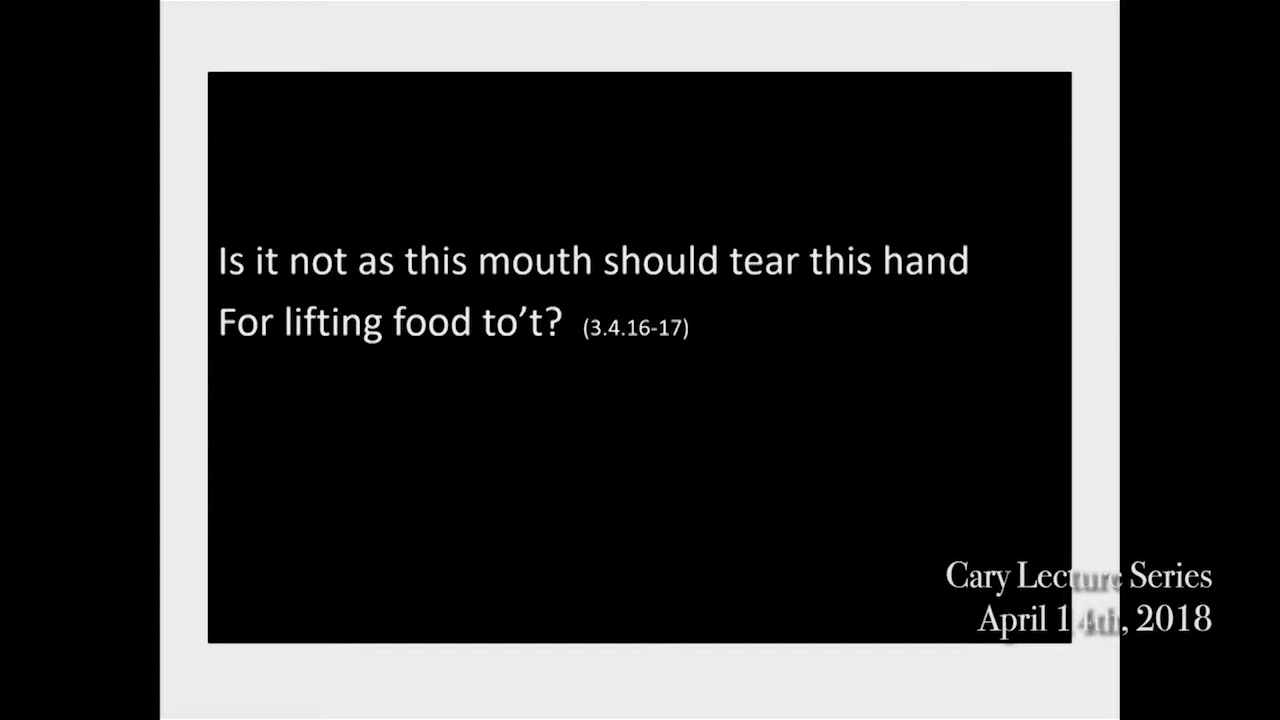 Is it not as this mouth should tear this hand
For lifting food to’t? (3.4.16-17)
Cary Lecture Series
April 14th, 2018